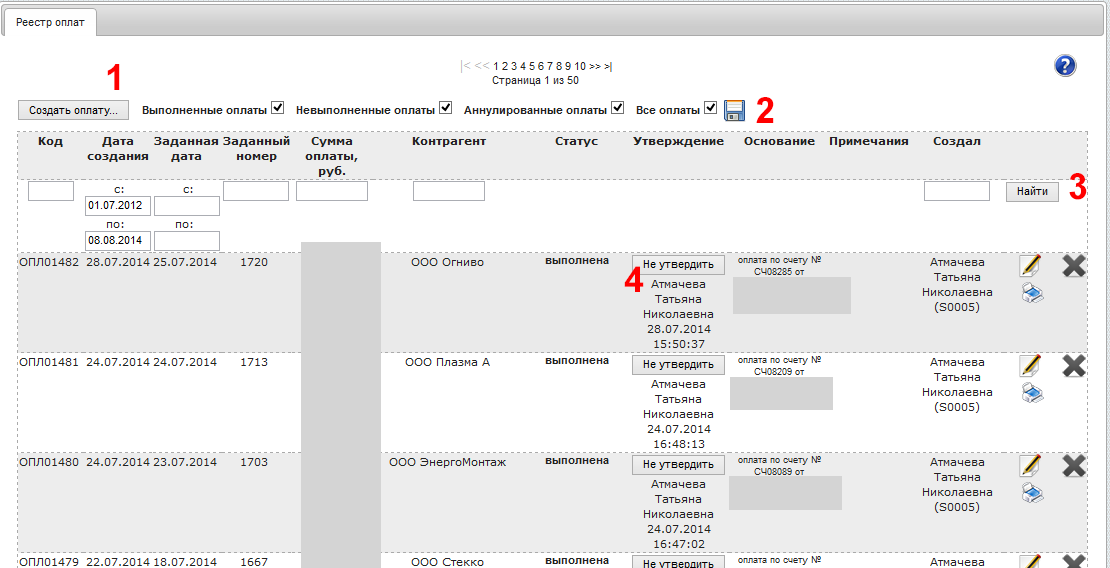 Реестр оплат
|< << 1 2 3 4 5 6 7 8 9 10 >> >|
Страница 1 из 50
?
1
Создать оплату... Выполненные оплаты Невыполненные оплаты Аннулированные оплаты Все оплаты 2
Код Дата создания Заданная дата Заданный номер Сумма оплаты, руб. Контрагент Статус Утверждение Основание Примечания Создал
с: с: Найти 3
01.07.2012
по: по:
08.08.2014
ОПЛ01482 28.07.2014 25.07.2014 1720 ООО Огниво выполнена Не утвердить оплата по счету № Атмачева
4 СЧ08285 от Татьяна
Атмачева Николаевна
Татьяна (S0005)
Николаевна
28.07.2014
15:50:37
ОПЛ01481 24.07.2014 24.07.2014 1713 ООО Плазма А выполнена Не утвердить оплата по счету № Атмачева
СЧ08209 от Татьяна
Атмачева Николаевна
Татьяна (S0005)
Николаевна
24.07.2014
16:48:13
ОПЛ01480 24.07.2014 23.07.2014 1703 ООО ЭнергоМонтаж выполнена Не утвердить оплата по счету № Атмачева
СЧ08089 от Татьяна
Атмачева Николаевна
Татьяна (S0005)
Николаевна
24.07.2014
16:47:02
ОПЛ01479 22.07.2014 18.07.2014 1667 ООО Стекко выполнена Не утвердить оплата по счету № Атмачева